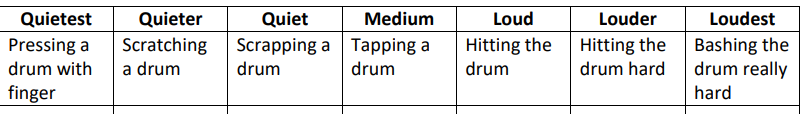 Quietest Quieter Quiet Medium Loud Louder Loudest
Pressing a Scratching Scrapping a Tapping a Hitting the Hitting the Bashing the
drum with a drum drum drum drum drum hard drum really
finger hard